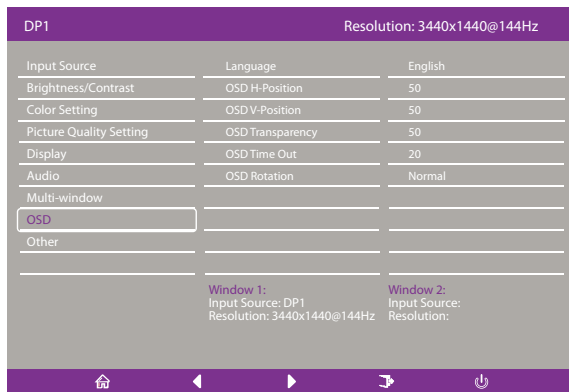 DP1 Resolution: 3440x1440@144Hz
Input Source Language English
Brightness/Contrast OSD H-Position 50
Color Setting OSD V-Position 50
Picture Quality Setting OSD Transparency 50
Display OSD Time Out 20
Audio OSD Rotation Normal
Multi-window
OSD
Other
Window 1: Window 2:
Input Source: DP1 Input Source:
Resolution: 3440x1440@144Hz Resolution: